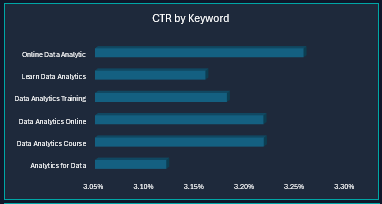 CTR by Keyword
Online Data Analytic
Learn Data Analytics
Data Analytics Training
Data Analytics Online
Data Analytics Course
Analytics for Data
3.05% 3.10% 3.15% 3.20% 3.25% 3.30%